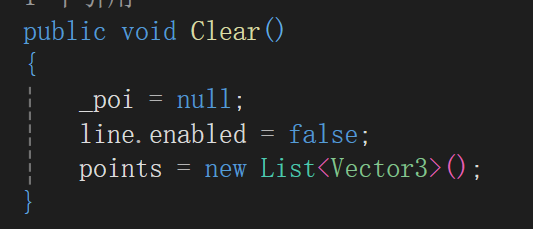 public void Clear()
{
_poi = null;
line.enabled = false;
points = new List<Vector3>();
}